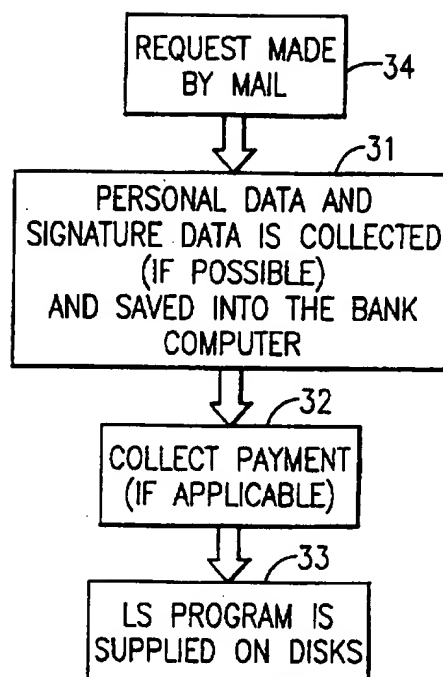 REQUEST MADE
BY MAIL
34
31
PERSONAL DATA AND
SIGNATURE DATA IS COLLECTED
(IF POSSIBLE)
AND SAVED INTO THE BANK
COMPUTER
32
COLLECT PAYMENT
(IF APPLICABLE)
33
LS PROGRAM IS
SUPPLIED ON DISKS